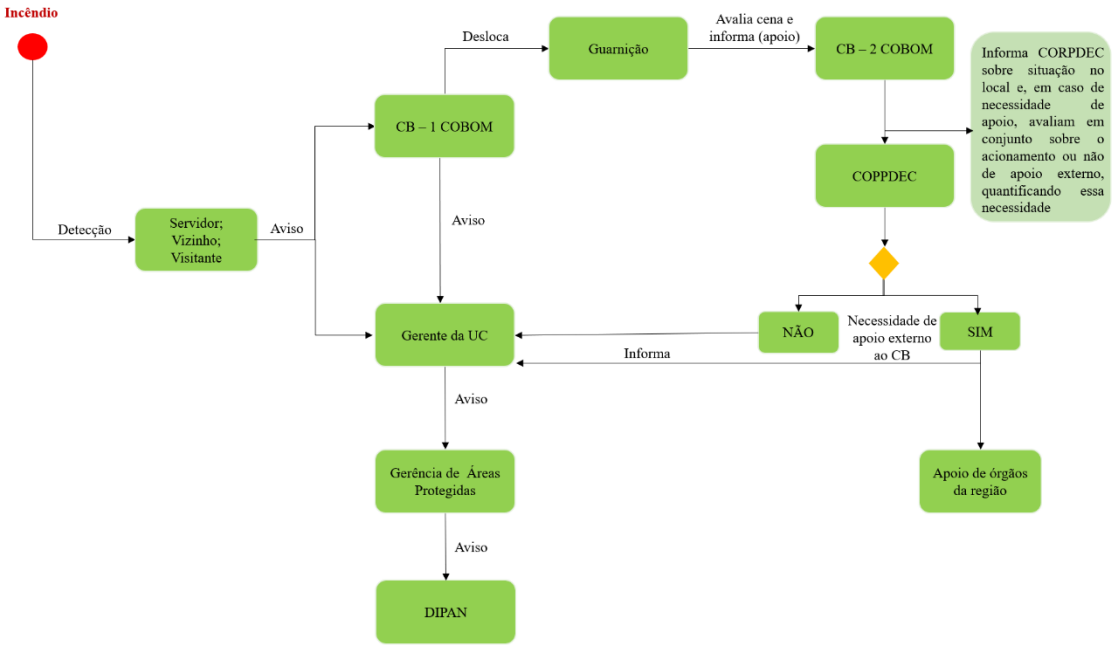 Incêndio
Detecção
Servidor;
Vizinho;
Visitante
Aviso
CB – 1 COBOM
Desloca
Guarnição
Avalia cena e
informa (apoio)
CB – 2 COBOM
Informa CORPDEC
sobre situação no
local e, em caso de
necessidade de
apoio, avaliam em
conjunto sobre o
acionamento ou não
de apoio externo,
quantificando essa
necessidade
COPPDEC
Aviso
Gerente da UC
NÃO
Necessidade de
apoio externo
ao CB
SIM
Informa
Aviso
Gerência de Áreas
Protegidas
Apoio de órgãos
da região
Aviso
DIPAN